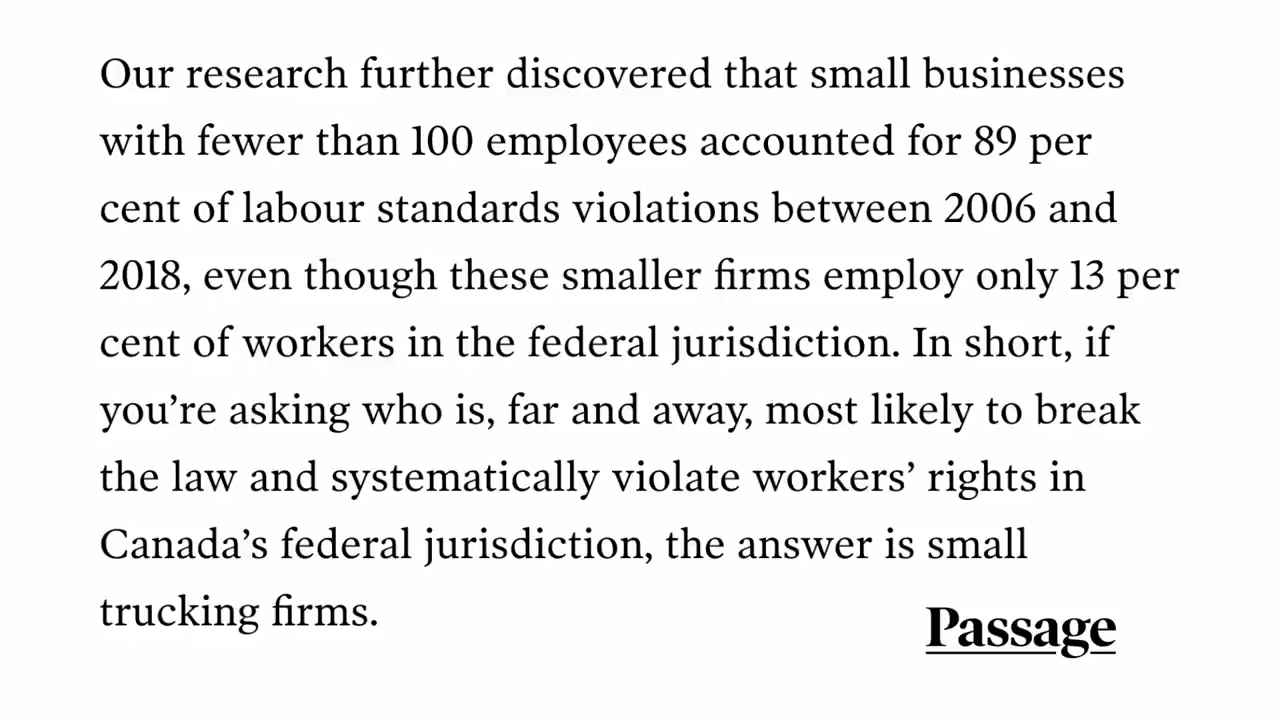 Our research further discovered that small businesses
with fewer than 100 employees accounted for 89 per
cent of labour standards violations between 2006 and
2018, even though these smaller firms employ only 13 per
cent of workers in the federal jurisdiction. In short, if
you’re asking who is, far and away, most likely to break
the law and systematically violate workers’ rights in
Canada’s federal jurisdiction, the answer is small
trucking firms.
Passage